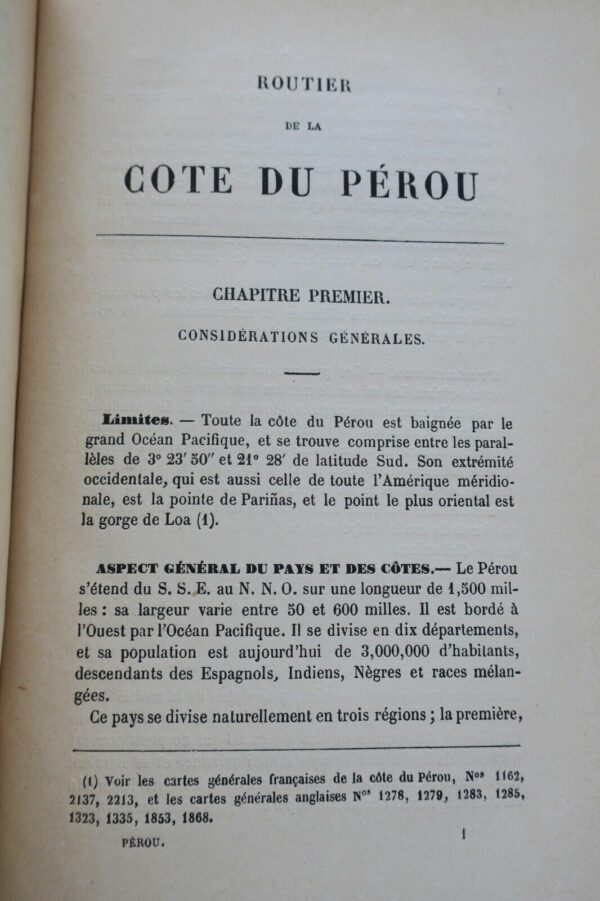 ROUTIER
DE LA
COTE DU PÉROU
CHAPITRE PREMIER.
CONSIDÉRATIONS GÉNÉRALES.
Limites. — Toute la côte du Pérou est baignée par le
grand Océan Pacifique, et se trouve comprise entre les paral-
lèles de 3° 23′ 50″ et 21° 28′ de latitude Sud. Son extrémité
occidentale, qui est aussi celle de toute l'Amérique méridio-
nale, est la pointe de Pariñas, et le point le plus oriental est
la gorge de Loa (1).
ASPECT GÉNÉRAL DU PAYS ET DES CÔTES.— Le Pérou
s'étend du S. S. E. au N. N. O. sur une longueur de 1,500 mil-
les : sa largeur varie entre 50 et 600 milles. Il est bordé à
l'Ouest par l'Océan Pacifique. Il se divise en dix départements,
et sa population est aujourd'hui de 3,000,000 d'habitants,
descendants des Espagnols, Indiens, Nègres et races mélan-
gées.
Ce pays se divise naturellement en trois régions ; la première,
(1) Voir les cartes générales françaises de la côte du Pérou, Nos 1162,
2137, 2213, et les cartes générales anglaises Nos 1278, 1279, 1283, 1285,
1323, 1335, 1853, 1868.
PÉROU. 1